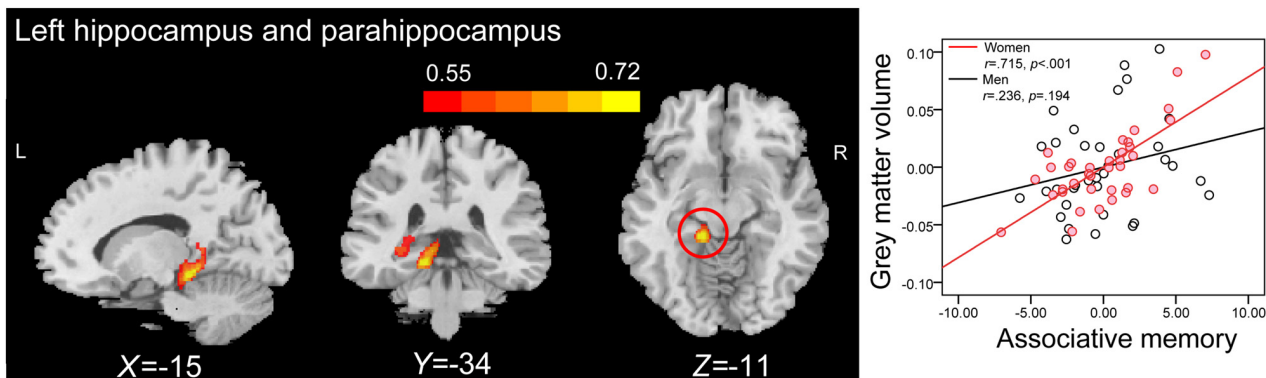 Left hippocampus and parahippocampus
0.55 0.72
L
R
X=-15
Y=-34
Z=-11
Grey matter volume
0.10
0.05
0.00
-0.05
-0.10
Women
r=.715, p<.001
Men
r=.236, p=.194
-10.00 -5.00 0.00 5.00 10.00
Associative memory